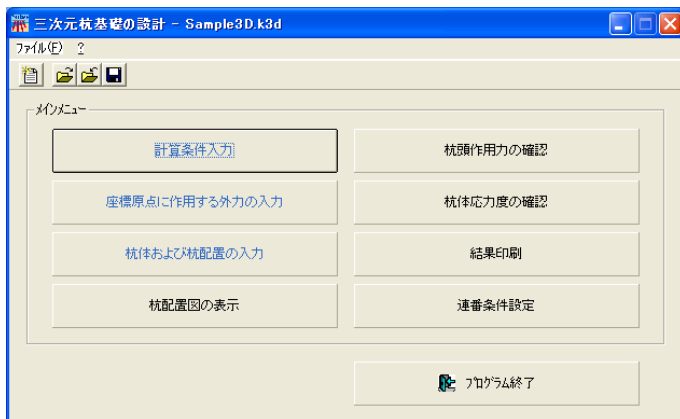 三次元杭基礎の設計 - Sample3D.k3d
ファイル(F) ?
メインメニュー
計算条件入力 杭頭作用力の確認
座標原点に作用する外力の入力 杭体応力度の確認
杭体および杭配置の入力 結果印刷
杭配置図の表示 連番条件設定
プログラム終了